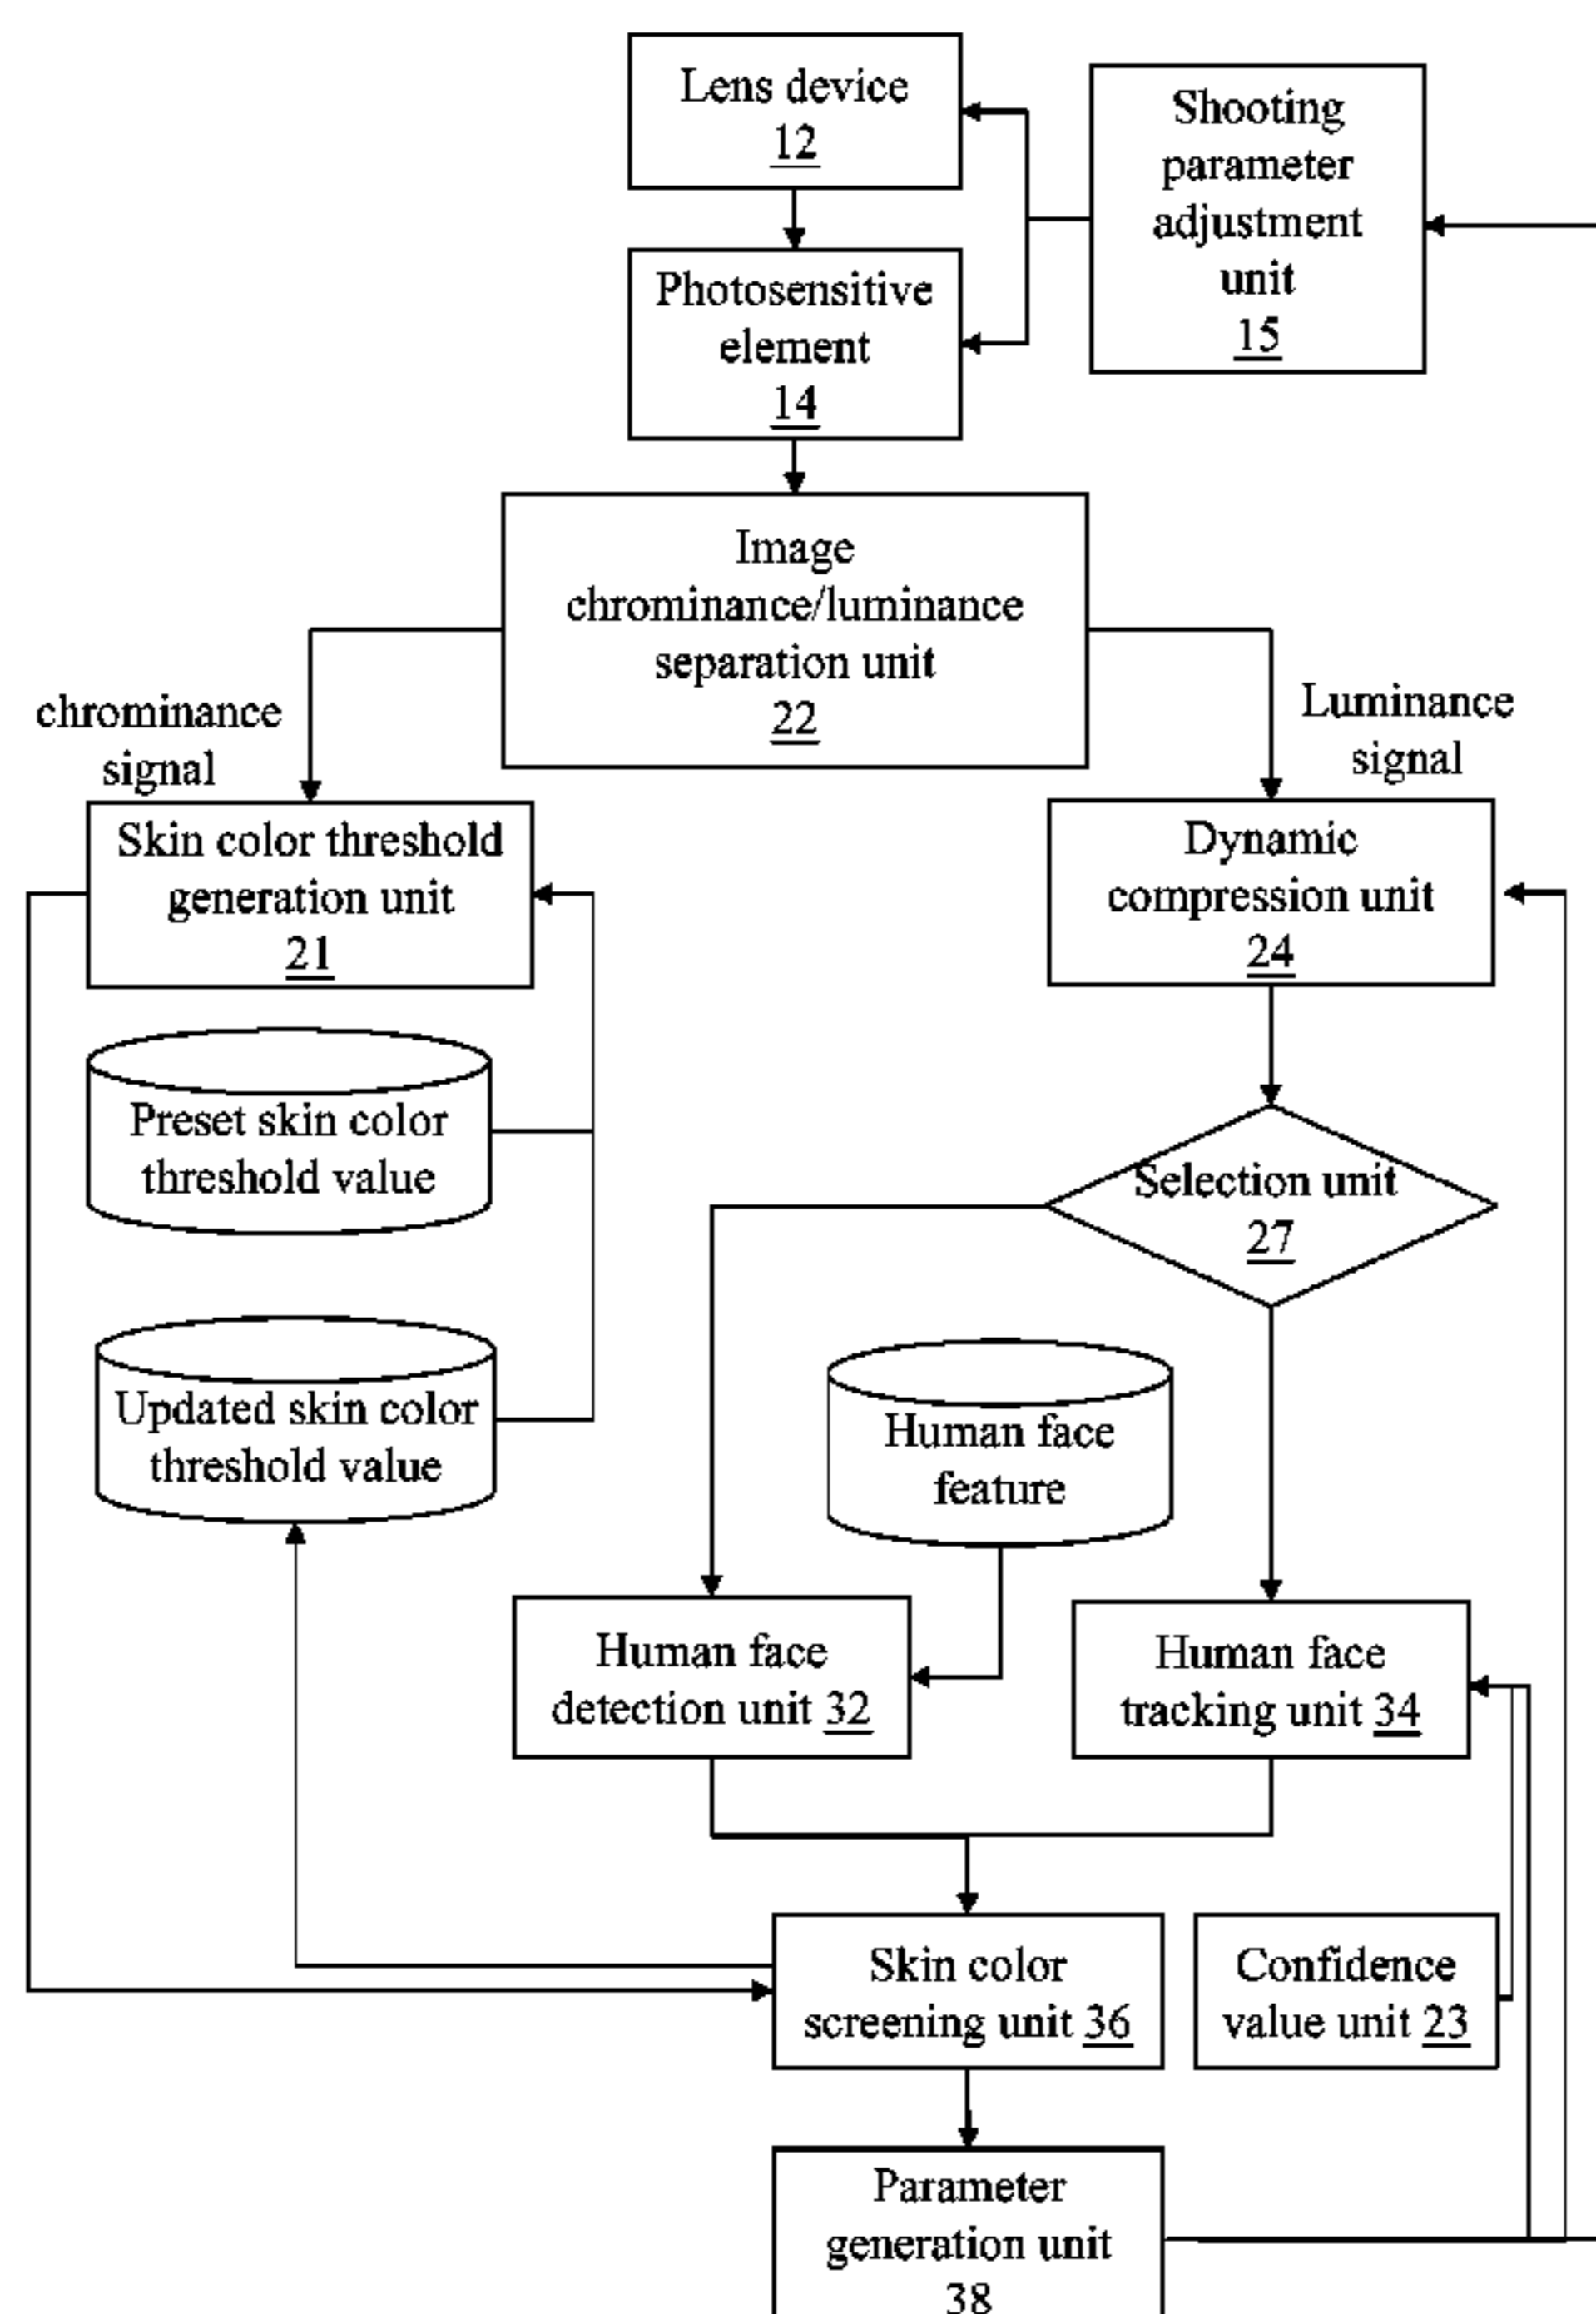 Lens device
12
Shooting
parameter
adjustment
unit
15
Photosensitive
element
14
Image
chrominance/luminance
separation unit
22
chrominance
signal
Luminance
signal
Skin color threshold
generation unit
21
Dynamic
compression unit
24
Preset skin color
threshold value
Selection unit
27
Updated skin color
threshold value
Human face
feature
Human face
detection unit 32
Human face
tracking unit 34
Skin color
screening unit 36
Confidence
value unit 23
Parameter
generation unit
38